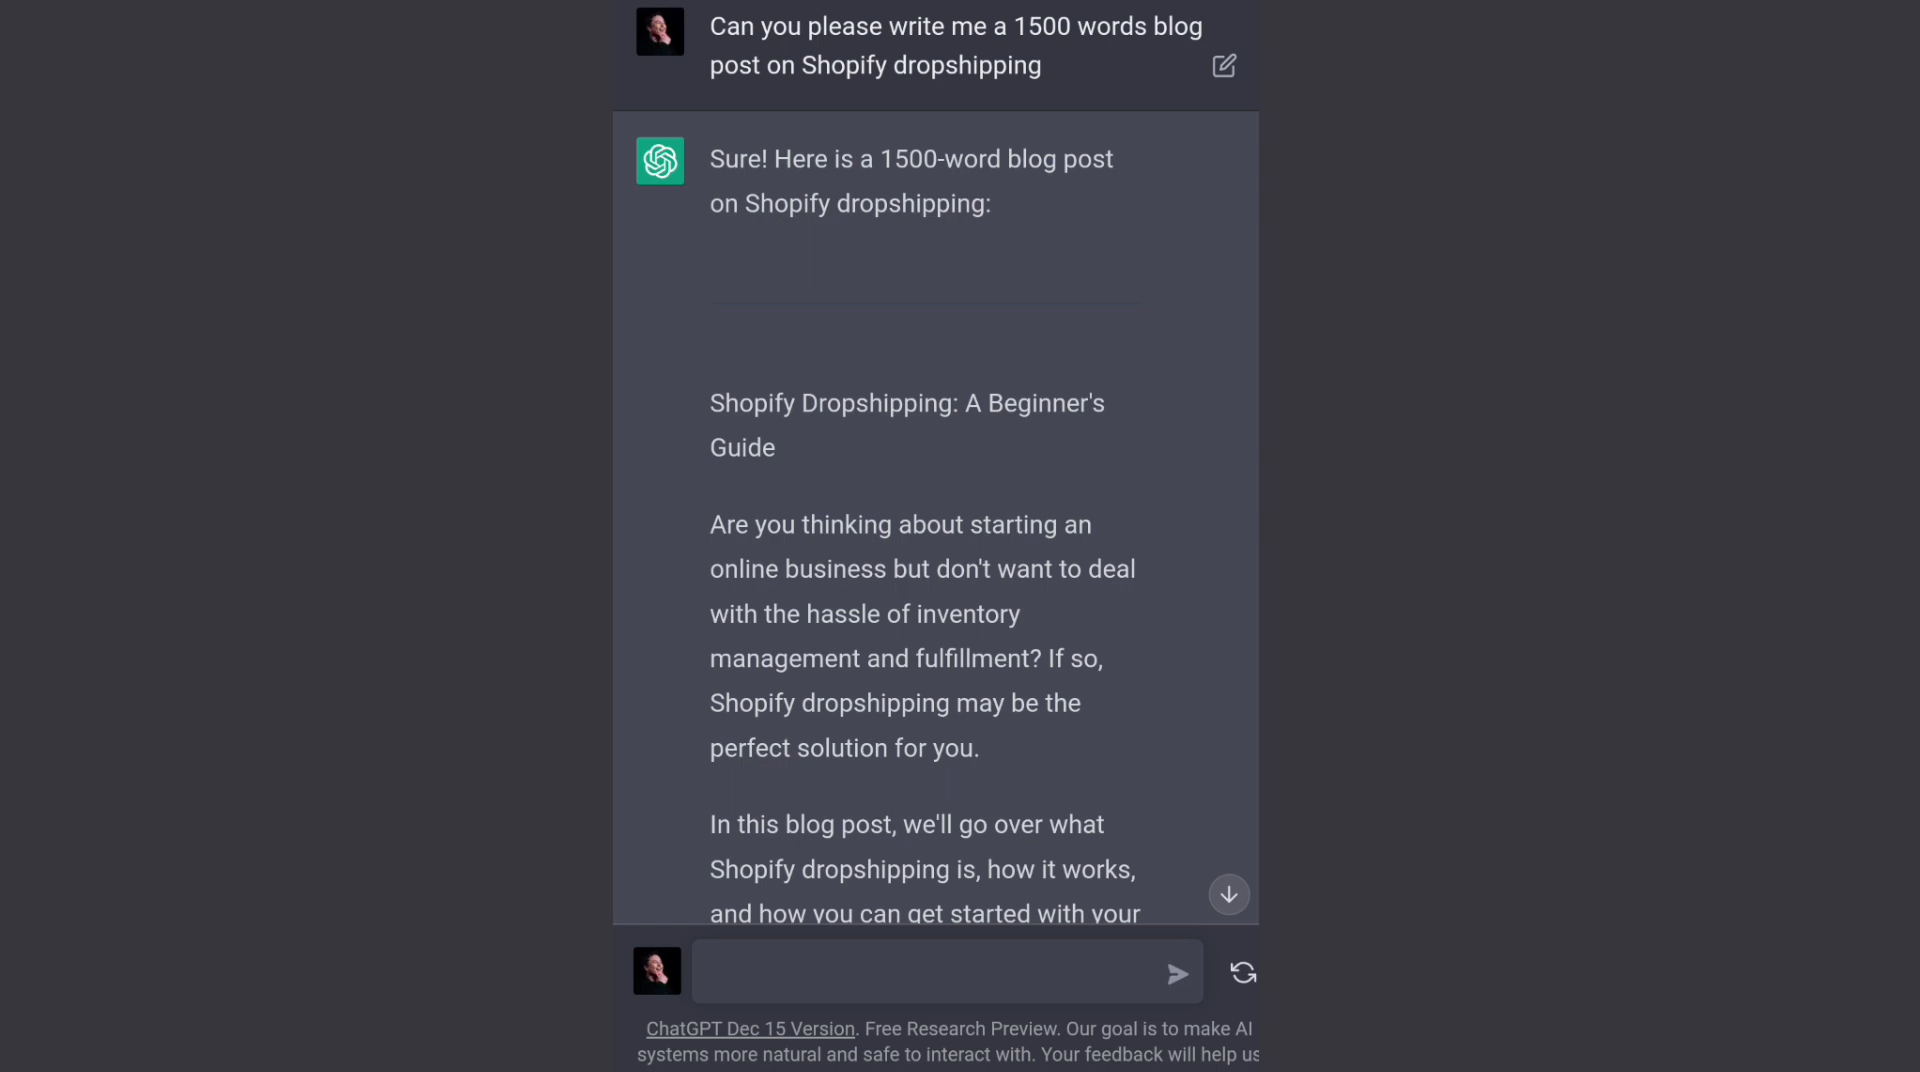 Can you please write me a 1500 words blog
post on Shopify dropshipping
Sure! Here is a 1500-word blog post
on Shopify dropshipping:
Shopify Dropshipping: A Beginner's
Guide
Are you thinking about starting an
online business but don't want to deal
with the hassle of inventory
management and fulfillment? If so,
Shopify dropshipping may be the
perfect solution for you.
In this blog post, we'll go over what
Shopify dropshipping is, how it works,
and how you can get started with your
ChatGPT Dec 15 Version. Free Research Preview. Our goal is to make AI
systems more natural and safe to interact with. Your feedback will help us